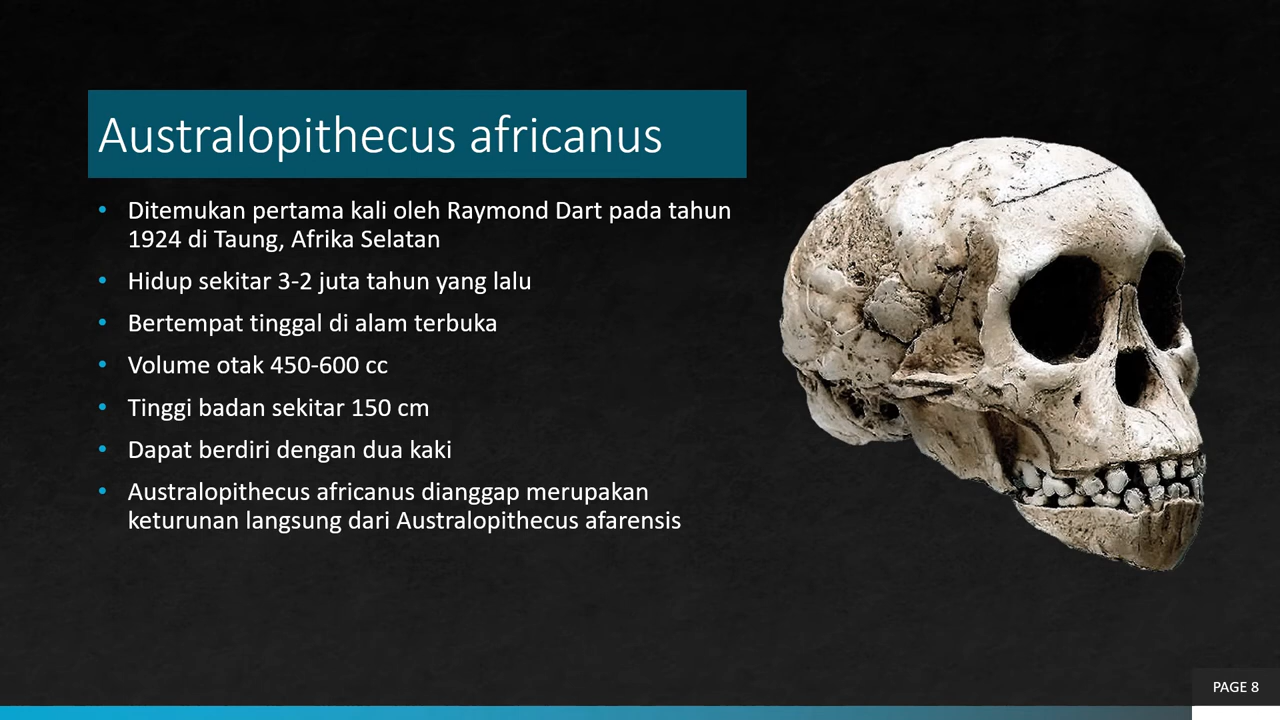 Australopithecus africanus
• Ditemukan pertama kali oleh Raymond Dart pada tahun
1924 di Taung, Afrika Selatan
• Hidup sekitar 3-2 juta tahun yang lalu
• Bertempat tinggal di alam terbuka
• Volume otak 450-600 cc
• Tinggi badan sekitar 150 cm
• Dapat berdiri dengan dua kaki
• Australopithecus africanus dianggap merupakan
keturunan langsung dari Australopithecus afarensis
PAGE 8